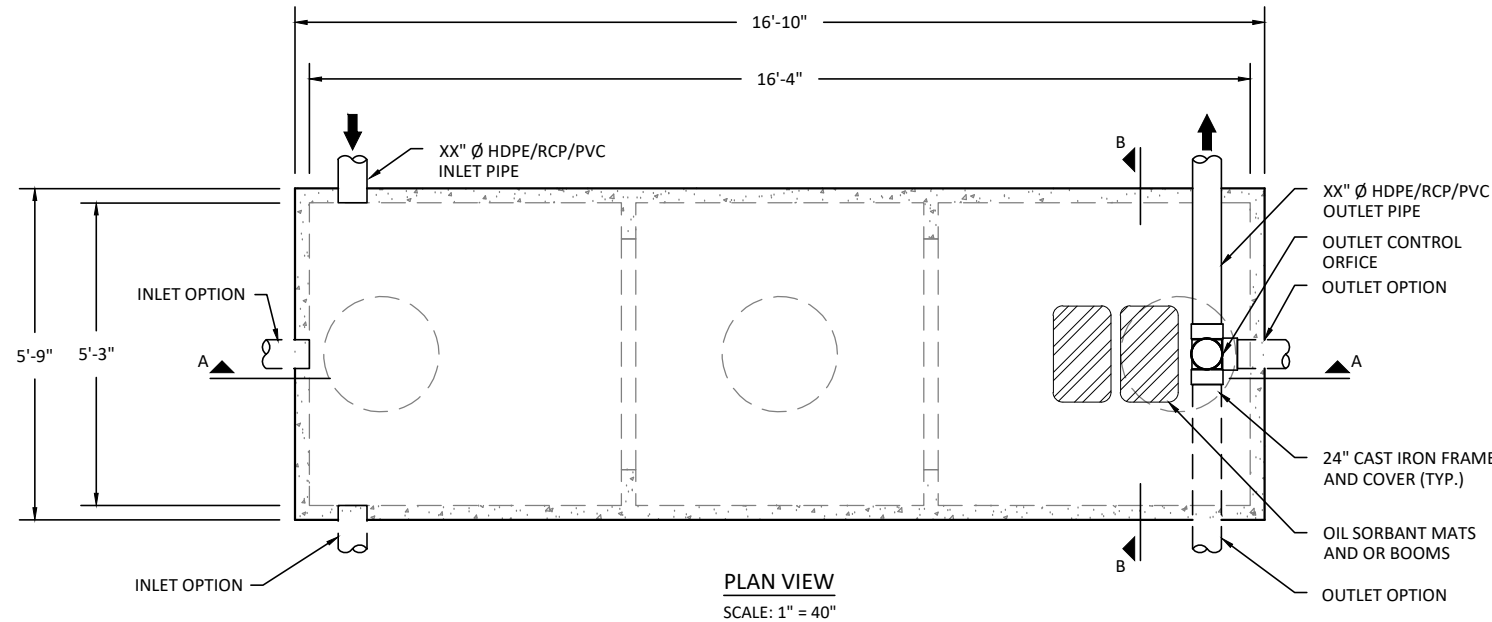 16'-10"
16'-4"
B
XX" Ø HDPE/RCP/PVC
INLET PIPE
XX" Ø HDPE/RCP/PVC
OUTLET PIPE
OUTLET CONTROL
ORFICE
OUTLET OPTION
INLET OPTION
5'-9"
5'-3"
A
A
24" CAST IRON FRAME
AND COVER (TYP.)
OIL SORBANT MATS
AND OR BOOMS
B
INLET OPTION
OUTLET OPTION
PLAN VIEW
SCALE: 1" = 40"